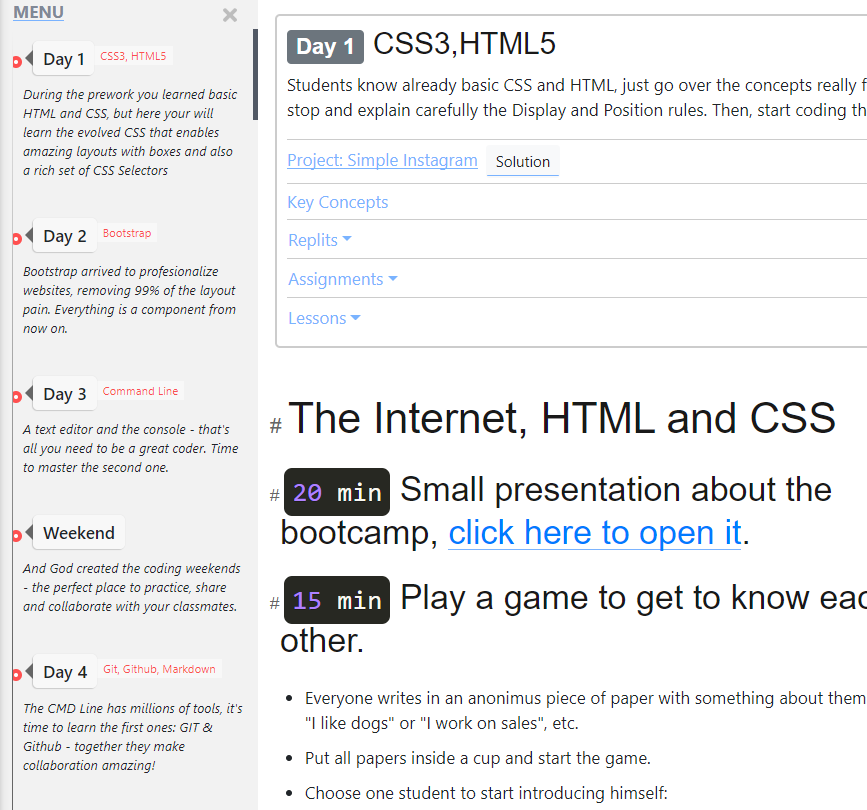 MENU
Day 1 CSS3, HTML5
During the prework you learned basic
HTML and CSS, but here your will
learn the evolved CSS that enables
amazing layouts with boxes and also
a rich set of CSS Selectors
Day 2 Bootstrap
Bootstrap arrived to profesionalize
websites, removing 99% of the layout
pain. Everything is a component from
now on.
Day 3 Command Line
A text editor and the console - that's
all you need to be a great coder. Time
to master the second one.
Weekend
And God created the coding weekends
- the perfect place to practice, share
and collaborate with your classmates.
Day 4 Git, Github, Markdown
The CMD Line has millions of tools, it's
time to learn the first ones: GIT &
Github - together they make
collaboration amazing!
Day 1 CSS3,HTML5
Students know already basic CSS and HTML, just go over the concepts really
stop and explain carefully the Display and Position rules. Then, start coding
Project: Simple Instagram Solution
Key Concepts
Replits
Assignments
Lessons
# The Internet, HTML and CSS
# 20 min Small presentation about the
bootcamp, click here to open it.
# 15 min Play a game to get to know
other.
• Everyone writes in an anonimus piece of paper with something about them
"I like dogs" or "I work on sales", etc.
• Put all papers inside a cup and start the game.
• Choose one student to start introducing himself: